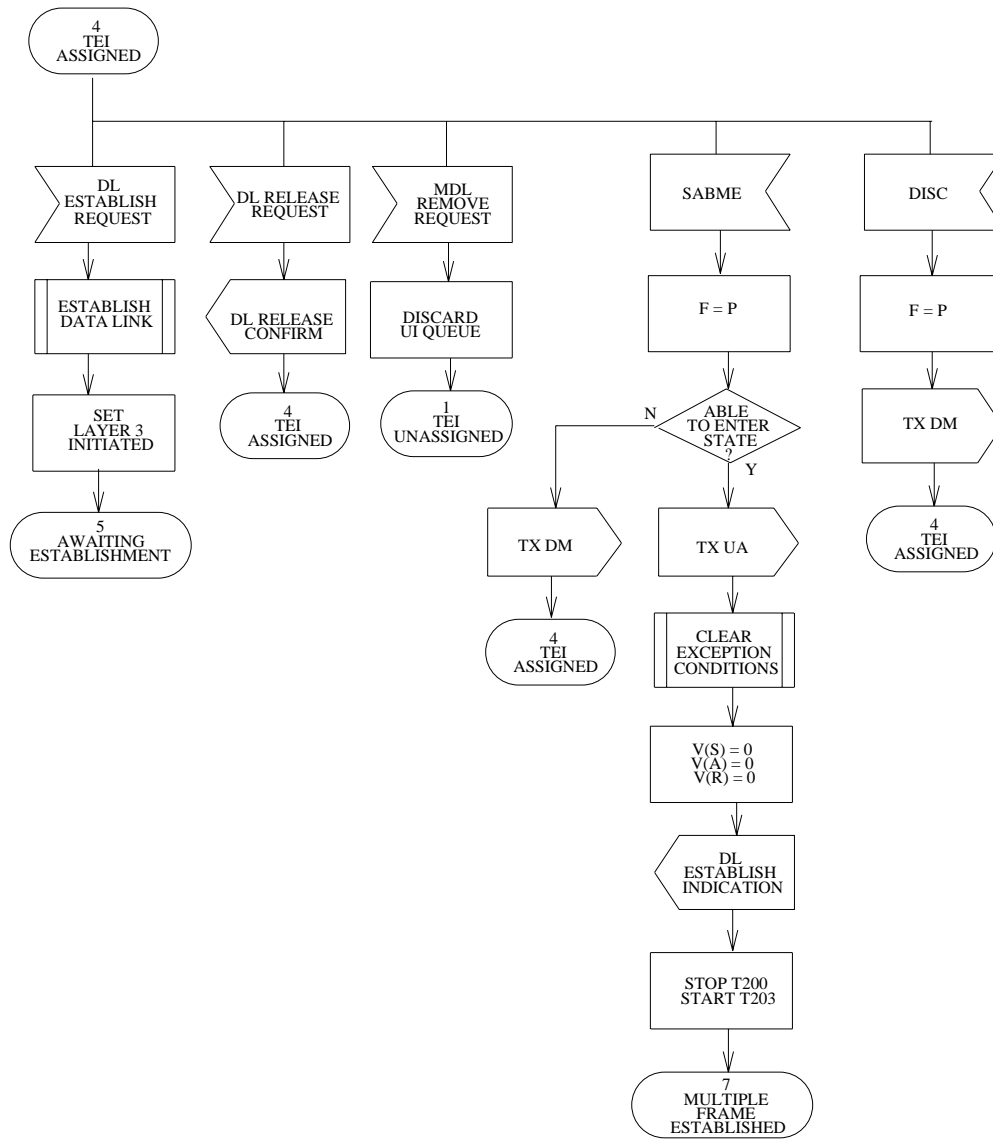 4
TEI
ASSIGNED
DL
ESTABLISH
REQUEST
DL RELEASE
REQUEST
MDL
REMOVE
REQUEST
SABME
DISC
ESTABLISH
DATA LINK
DL RELEASE
CONFIRM
DISCARD
UI QUEUE
F = P
F = P
SET
LAYER 3
INITIATED
4
TEI
ASSIGNED
1
TEI
UNASSIGNED
N
ABLE
TO ENTER
STATE
?
Y
TX DM
5
AWAITING
ESTABLISHMENT
TX DM
TX UA
4
TEI
ASSIGNED
4
TEI
ASSIGNED
CLEAR
EXCEPTION
CONDITIONS
V(S) = 0
V(A) = 0
V(R) = 0
DL
ESTABLISH
INDICATION
STOP T200
START T203
7
MULTIPLE
FRAME
ESTABLISHED